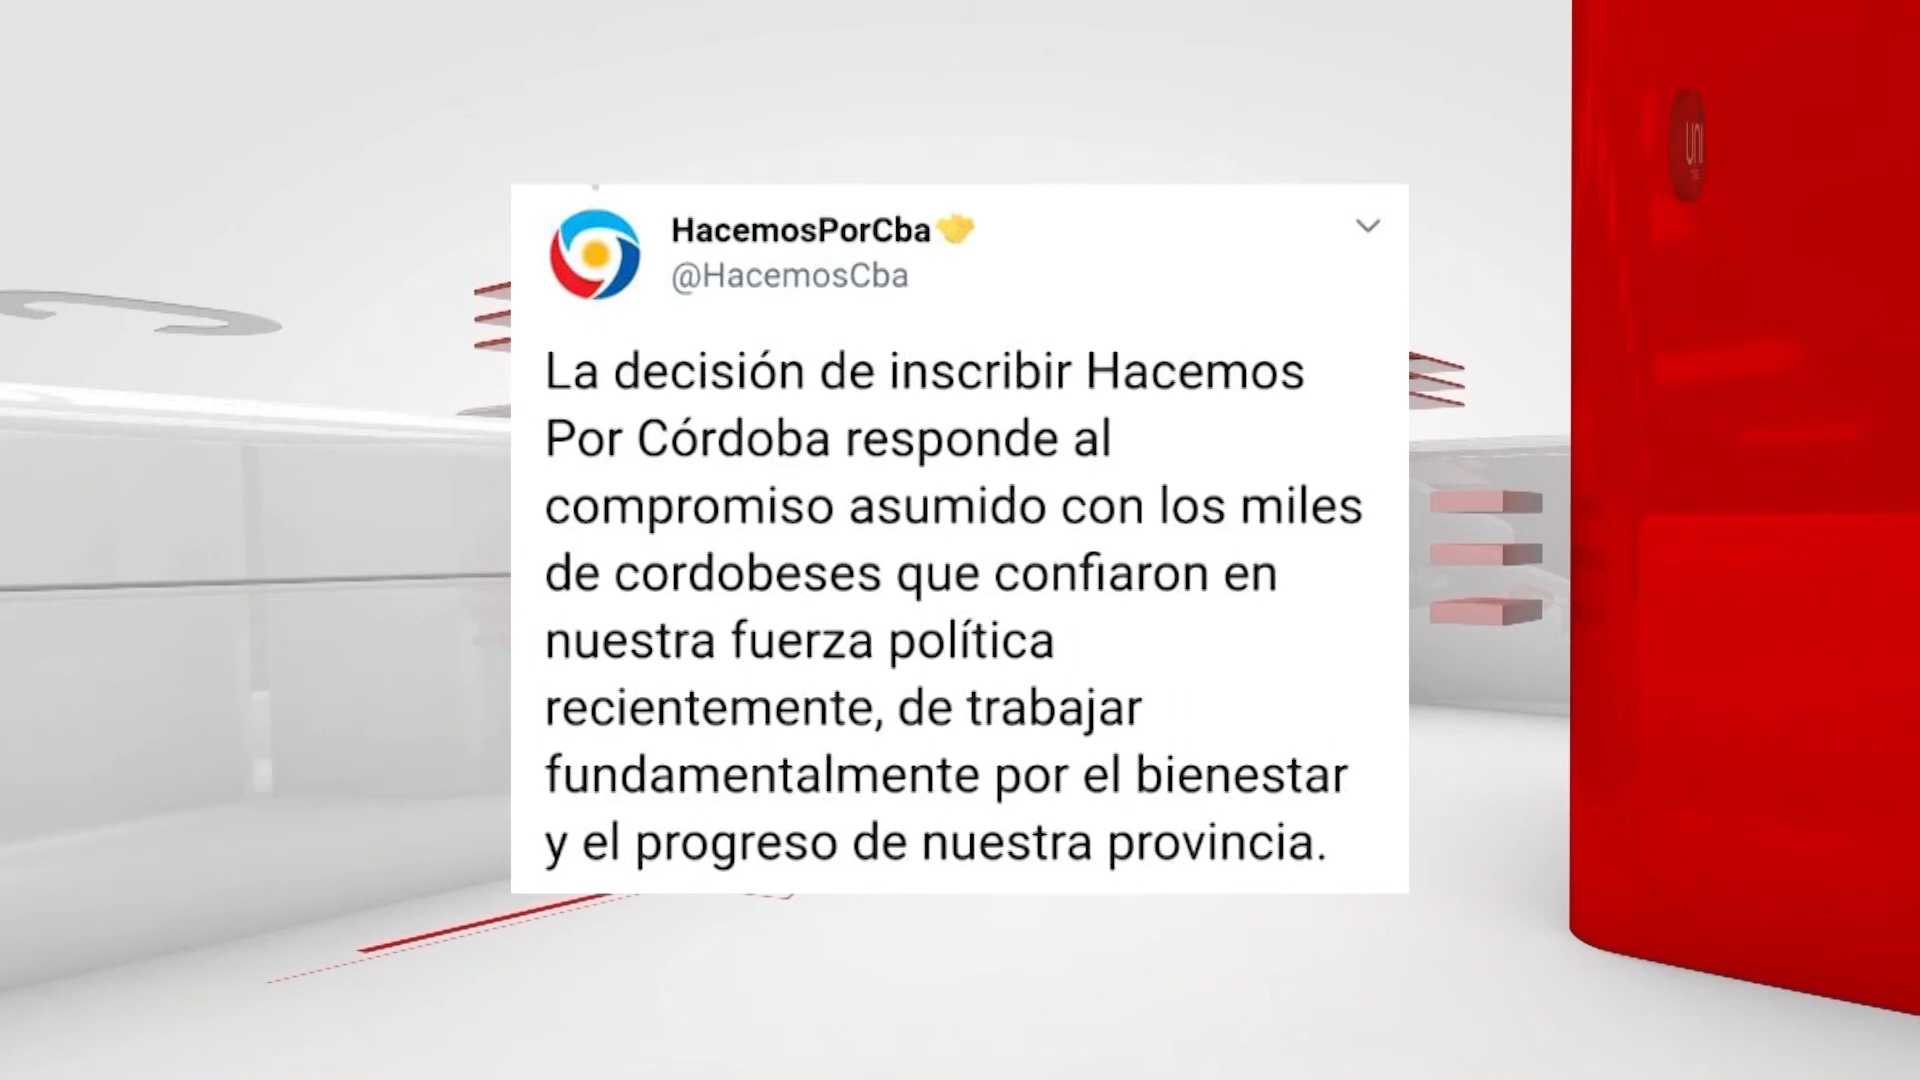 HacemosPorCba🤝
@HacemosCba
La decisión de inscribir Hacemos
Por Córdoba responde al
compromiso asumido con los miles
de cordobeses que confiaron en
nuestra fuerza política
recientemente, de trabajar
fundamentalmente por el bienestar
y el progreso de nuestra provincia.